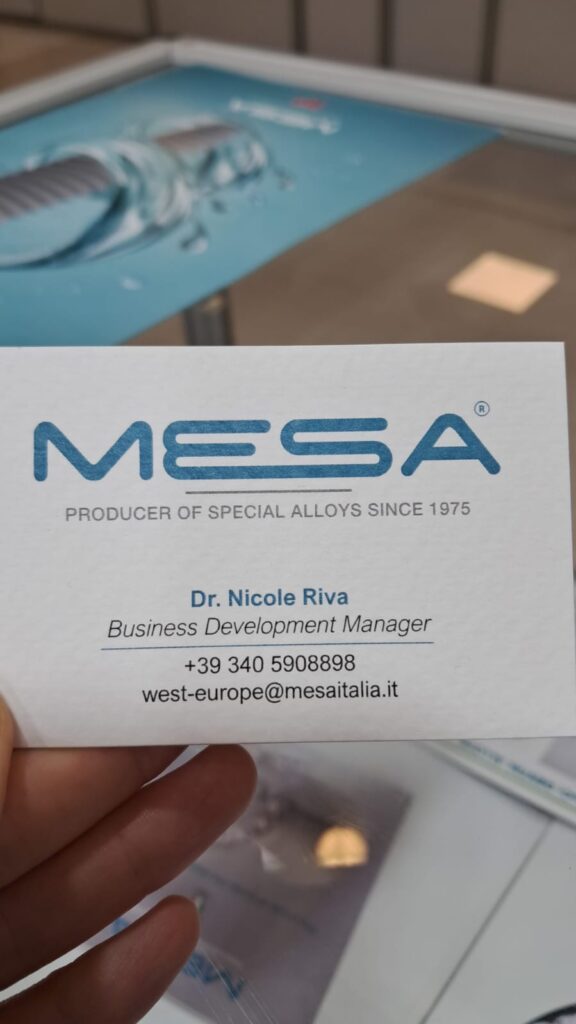 MESA®
PRODUCER OF SPECIAL ALLOYS SINCE 1975
Dr. Nicole Riva
Business Development Manager
+39 340 5908898
west-europe@mesaitalia.it